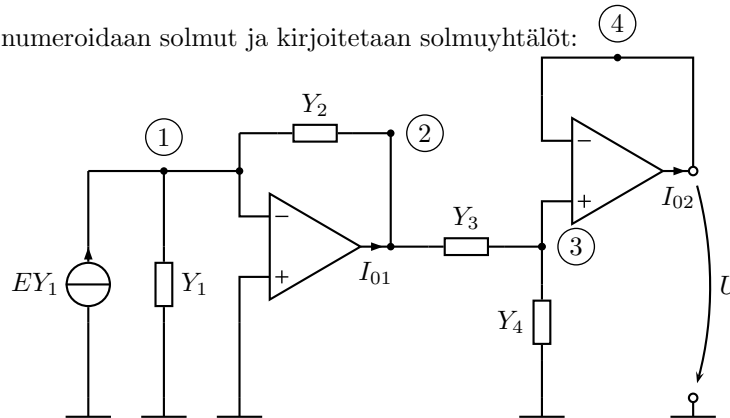 numeroidaan solmut ja kirjoitetaan solmuyhtälöt:
4
Y₂
1
2
−
+
I₀₂
−
+
I₀₁
Y₃
3
EY₁
Y₁
Y₄
U